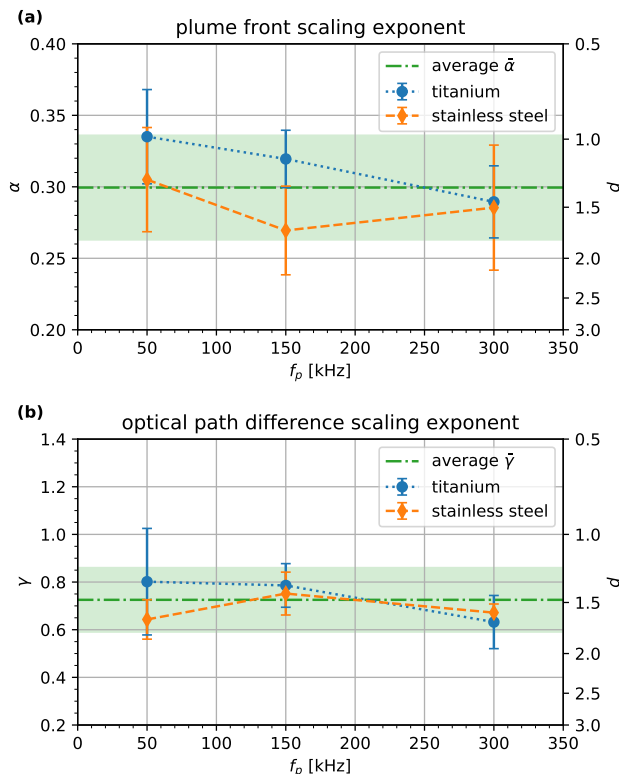 (a)
plume front scaling exponent
0.40
0.35
0.30
0.25
0.20
α
average ᾱ
titanium
stainless steel
0.5
1.0
1.5
2.0
2.5
3.0
d
0
50
100
150
200
250
300
350
f_p [kHz]
(b)
optical path difference scaling exponent
1.4
1.2
1.0
0.8
0.6
0.4
0.2
γ
average γ̄
titanium
stainless steel
0.5
1.0
1.5
2.0
2.5
3.0
d
0
50
100
150
200
250
300
350
f_p [kHz]